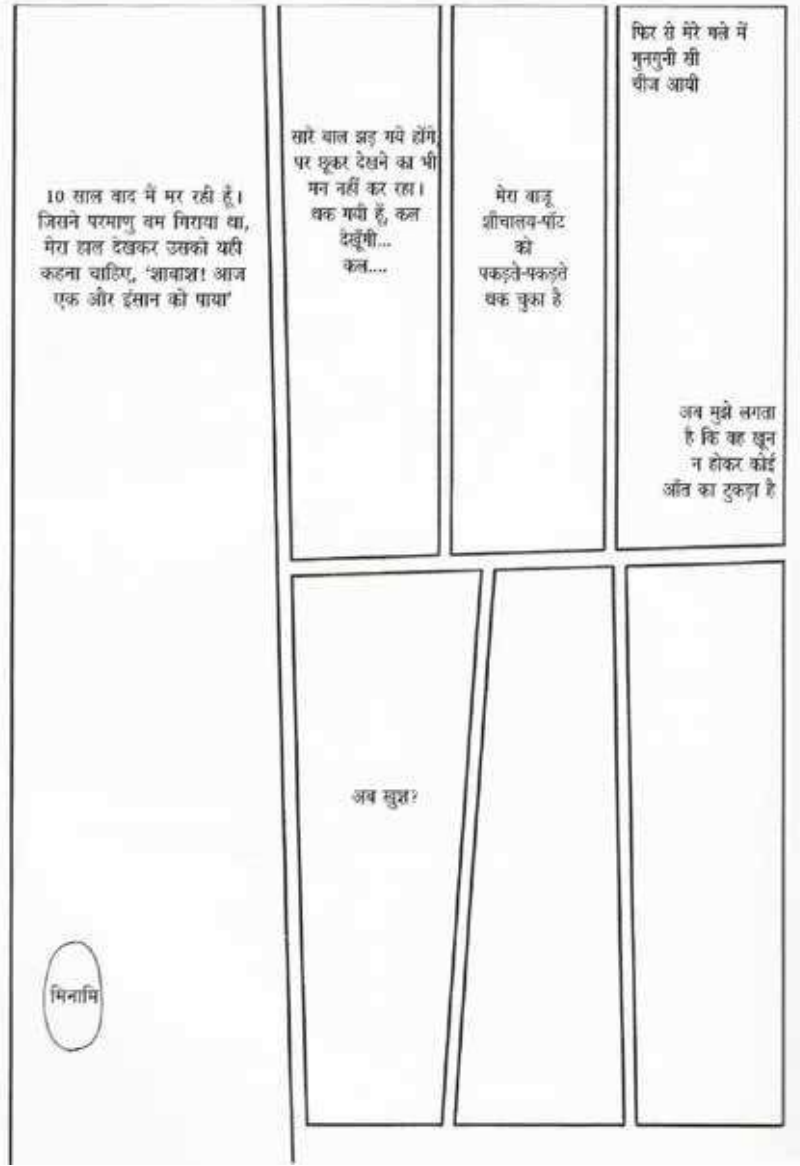 फिर से मेरे गले में
गुनगुनी सी
चीज आयी
अब मुझे लगता
है कि वह खून
न होकर कोई
आँत का टुकड़ा है
मेरा बाजू
शौचालय-पॉट
को
पकड़ते-पकड़ते
थक चुका है
सारे बाल झड़ गये होंगे,
पर छूकर देखने का भी
मन नहीं कर रहा।
थक गयी हूँ, कल
देखूँगी...
कल....
अब खुश?
10 साल बाद मैं मर रही हूँ।
जिसने परमाणु बम गिराया था,
मेरा हाल देखकर उसको यही
कहना चाहिए, 'शाबाश! आज
एक और इंसान को पाया'
मिनामि